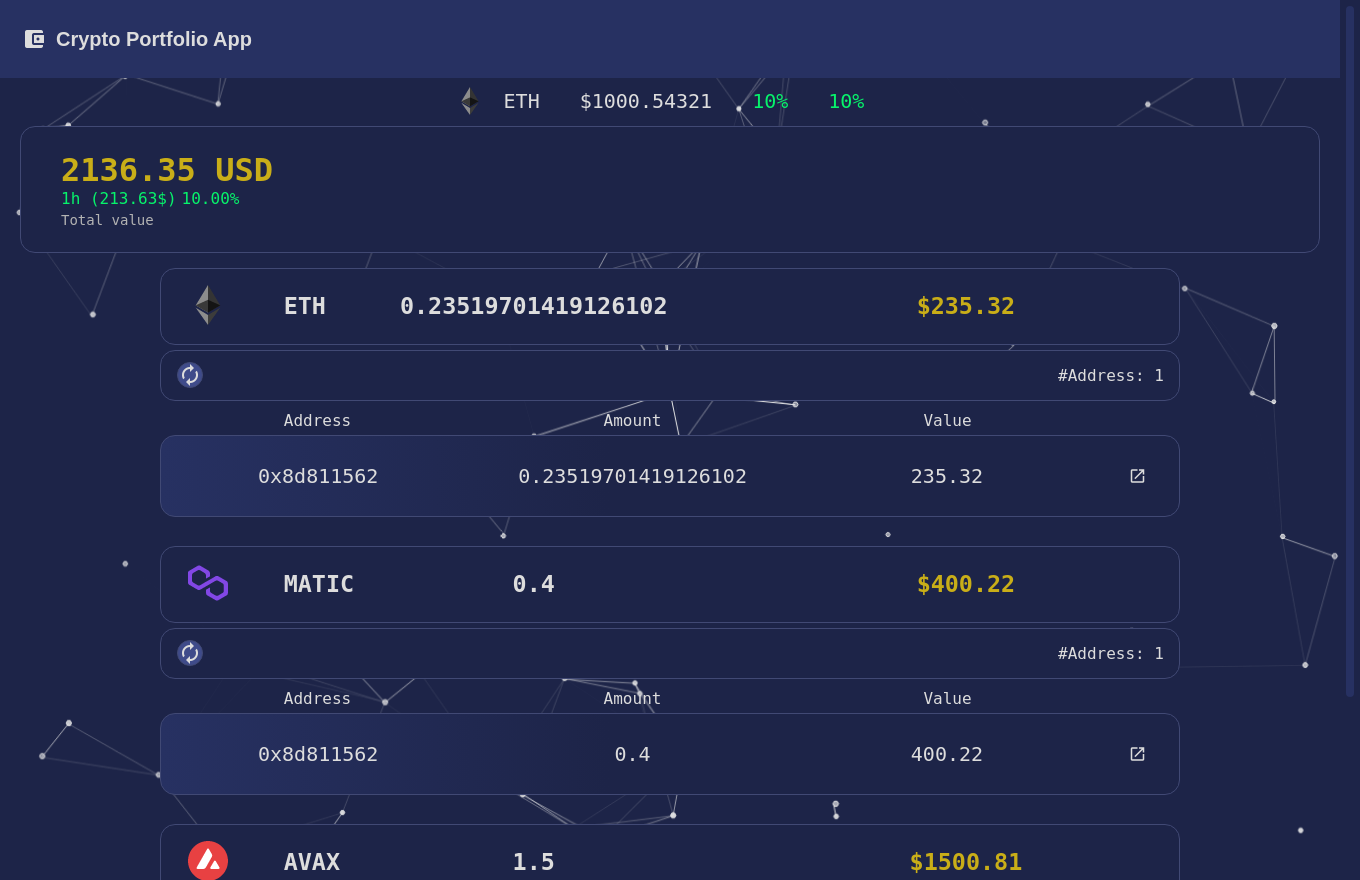 Crypto Portfolio App
ETH $1000.54321 10% 10%
2136.35 USD
1h (213.63$) 10.00%
Total value
ETH 0.23519701419126102 $235.32
#Address: 1
Address Amount Value
0x8d811562 0.23519701419126102 235.32
MATIC 0.4 $400.22
#Address: 1
Address Amount Value
0x8d811562 0.4 400.22
AVAX 1.5 $1500.81